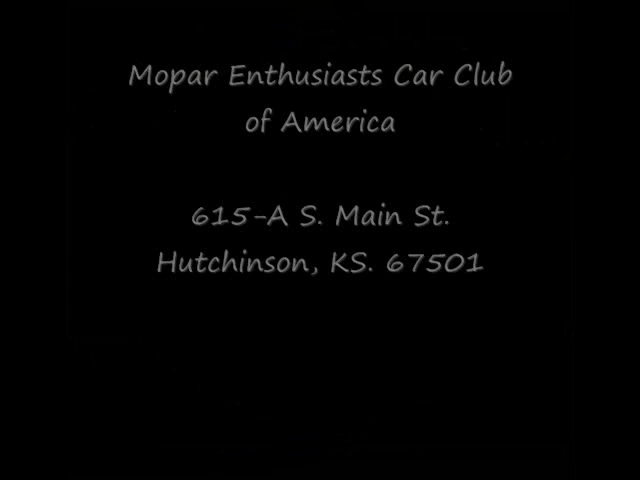 Mopar Enthusiasts Car Club
of America
615-A S. Main St.
Hutchinson, KS. 67501